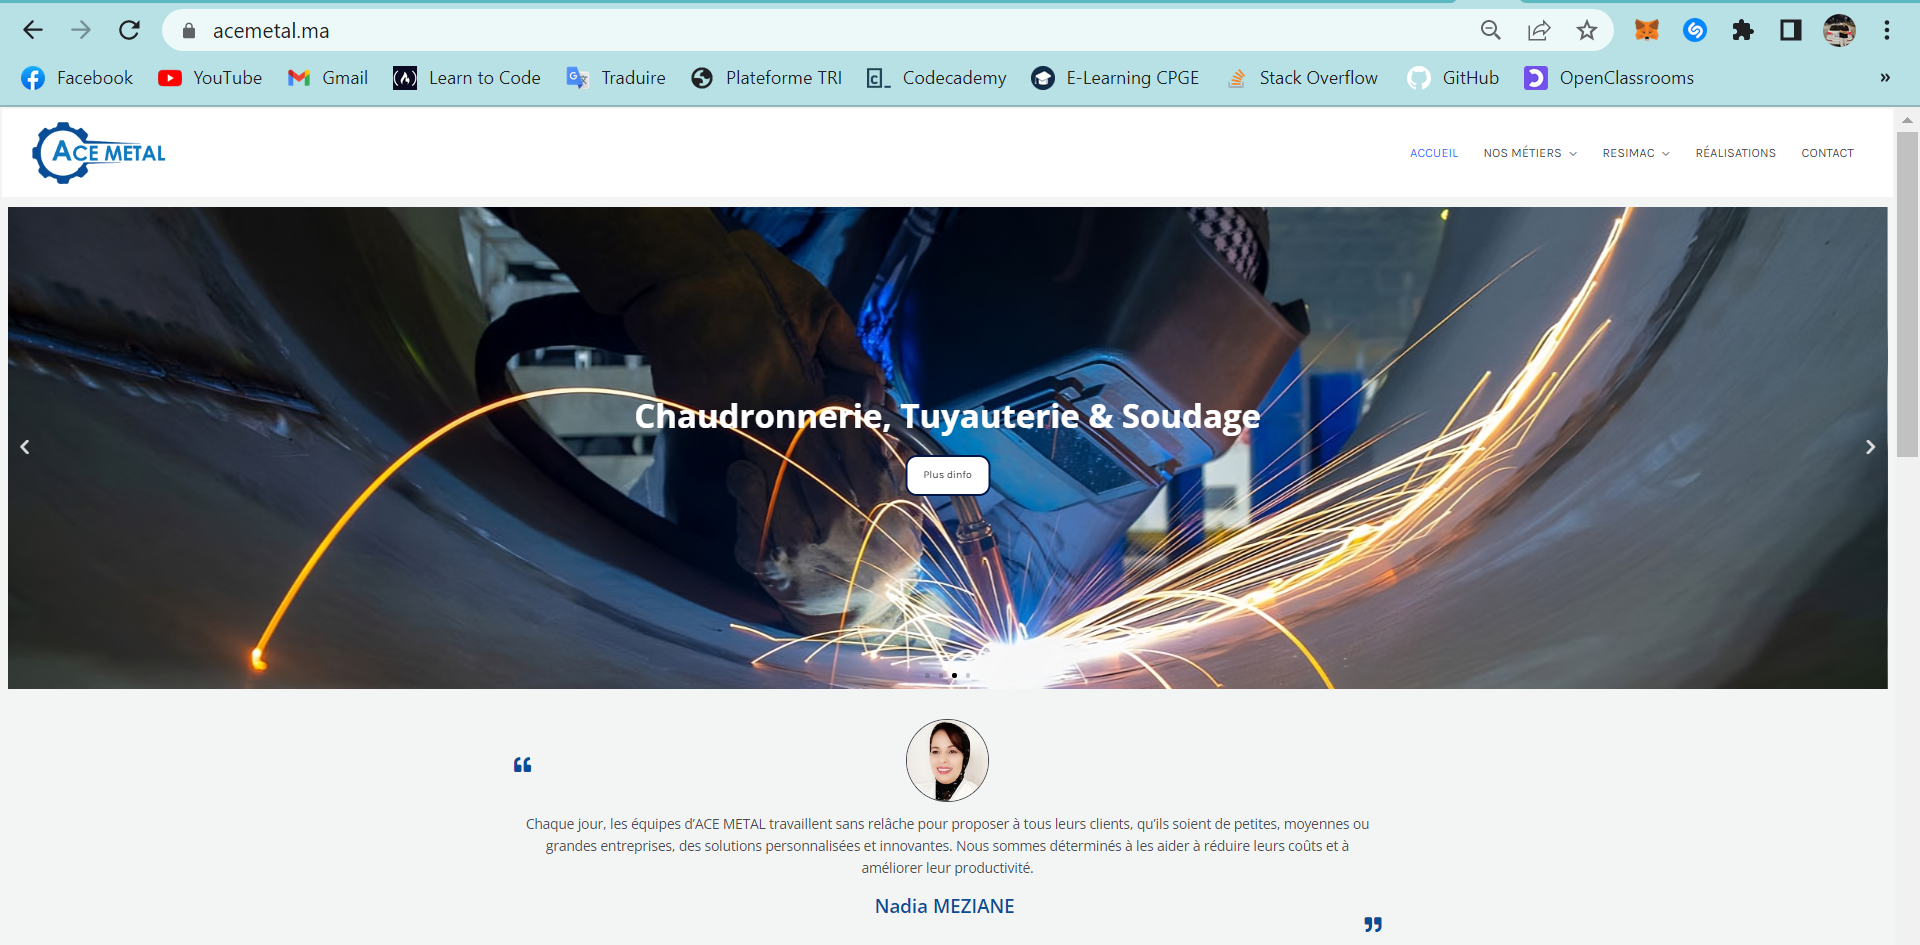 acemetal.ma
Facebook YouTube Gmail Learn to Code Traduire Plateforme TRI Codecademy E-Learning CPGE Stack Overflow GitHub OpenClassrooms »
ACE METAL
ACCUEIL NOS MÉTIERS RESIMAC RÉALISATIONS CONTACT
Chaudronnerie, Tuyauterie & Soudage
Plus dinfo
“
Chaque jour, les équipes d’ACE METAL travaillent sans relâche pour proposer à tous leurs clients, qu’ils soient de petites, moyennes ou
grandes entreprises, des solutions personnalisées et innovantes. Nous sommes déterminés à les aider à réduire leurs coûts et à
améliorer leur productivité.
Nadia MEZIANE
”